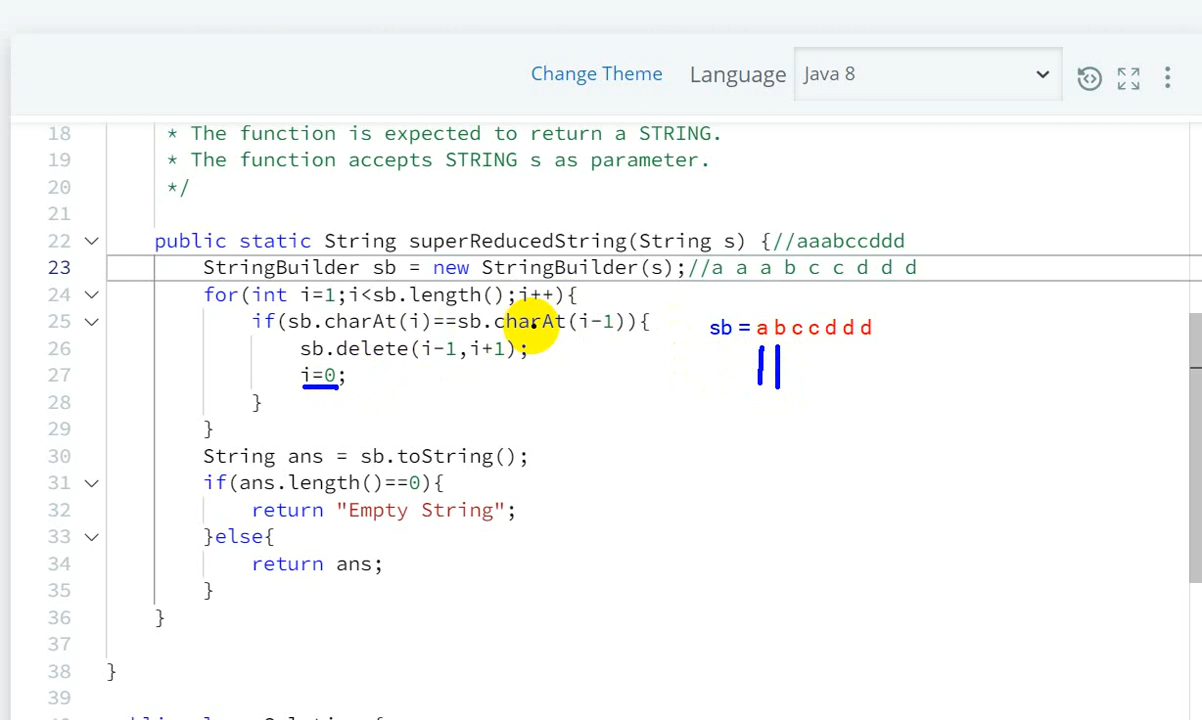 Change Theme Language Java 8
18 * The function is expected to return a STRING.
19 * The function accepts STRING s as parameter.
20 */
21
22 public static String superReducedString(String s) {//aaabccddd
23 StringBuilder sb = new StringBuilder(s);//a a a b c c d d d
24 for(int i=1;i<sb.length();i++){
25 if(sb.charAt(i)==sb.charAt(i-1)){
sb = a b c c d d d
26 sb.delete(i-1,i+1);
27 i=0;
28 }
29 }
30 String ans = sb.toString();
31 if(ans.length()==0){
32 return "Empty String";
33 }else{
34 return ans;
35 }
36 }
37
38 }
39